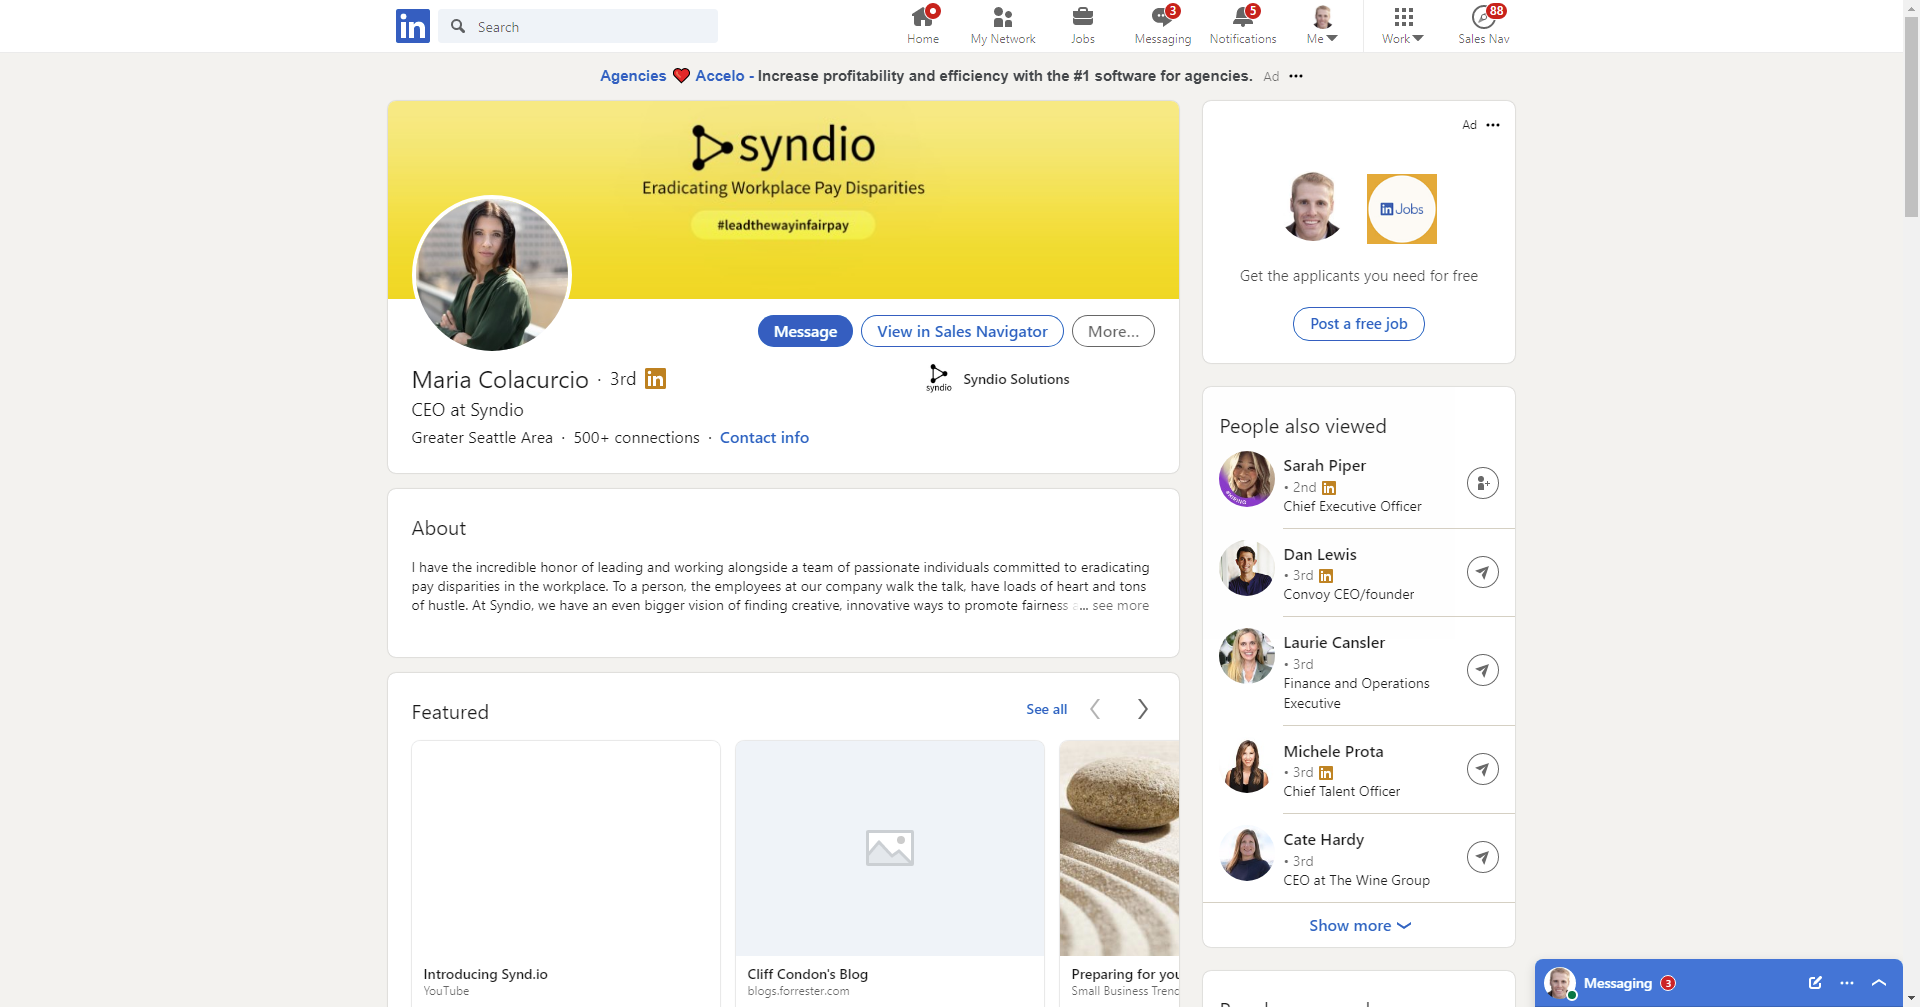 in
Search
Home
My Network
Jobs
3
Messaging
5
Notifications
Me
Work
88
Sales Nav
Agencies ❤ Accelo - Increase profitability and efficiency with the #1 software for agencies. Ad
syndio
Eradicating Workplace Pay Disparities
#leadthewayinfairpay
Message
View in Sales Navigator
More...
Maria Colacurcio · 3rd in
CEO at Syndio
Greater Seattle Area · 500+ connections · Contact info
syndio
Syndio Solutions
About
I have the incredible honor of leading and working alongside a team of passionate individuals committed to eradicating
pay disparities in the workplace. To a person, the employees at our company walk the talk, have loads of heart and tons
of hustle. At Syndio, we have an even bigger vision of finding creative, innovative ways to promote fairness a... see more
Featured
See all
Introducing Synd.io
YouTube
Cliff Condon's Blog
blogs.forrester.com
Preparing for you
Small Business Trend
Ad
in Jobs
Get the applicants you need for free
Post a free job
People also viewed
Sarah Piper
• 2nd in
Chief Executive Officer
Dan Lewis
• 3rd in
Convoy CEO/founder
Laurie Cansler
• 3rd
Finance and Operations
Executive
Michele Prota
• 3rd in
Chief Talent Officer
Cate Hardy
• 3rd
CEO at The Wine Group
Show more
Messaging 3